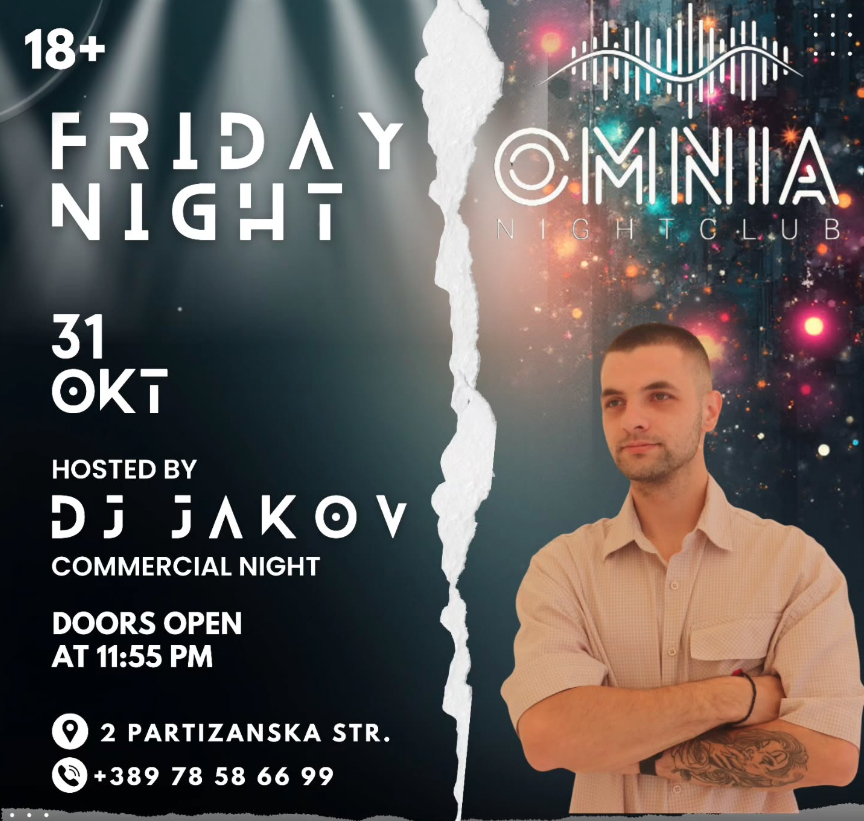 18+
FRIDAY
NIGHT
OMNIA
NIGHTCLUB
31
OKT
HOSTED BY
DJ JAKOV
COMMERCIAL NIGHT
DOORS OPEN
AT 11:55 PM
2 PARTIZANSKA STR.
+389 78 58 66 99